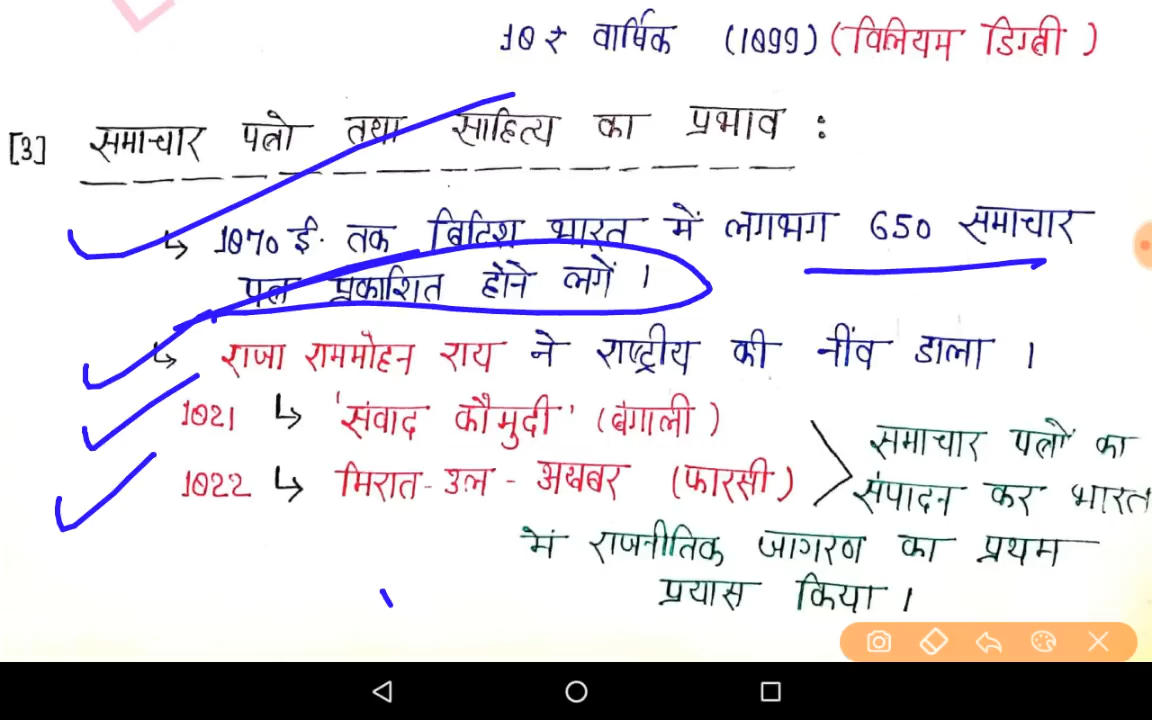 18 ₹ वार्षिक (1899) (विलियम डिग्बी)
[3] समाचार पत्रो तथा साहित्य का प्रभाव :
↳ 1870 ई. तक ब्रिटिश भारत में लगभग 650 समाचार
पत्र प्रकाशित होने लगें।
↳ राजा राममोहन राय ने राष्ट्रीय की नींव डाला।
1821 ↳ 'संवाद कौमुदी' (बंगाली)
1822 ↳ मिरात-उल-अखबर (फारसी)
समाचार पत्रों का
संपादन कर भारत
में राजनीतिक जागरण का प्रथम
प्रयास किया।